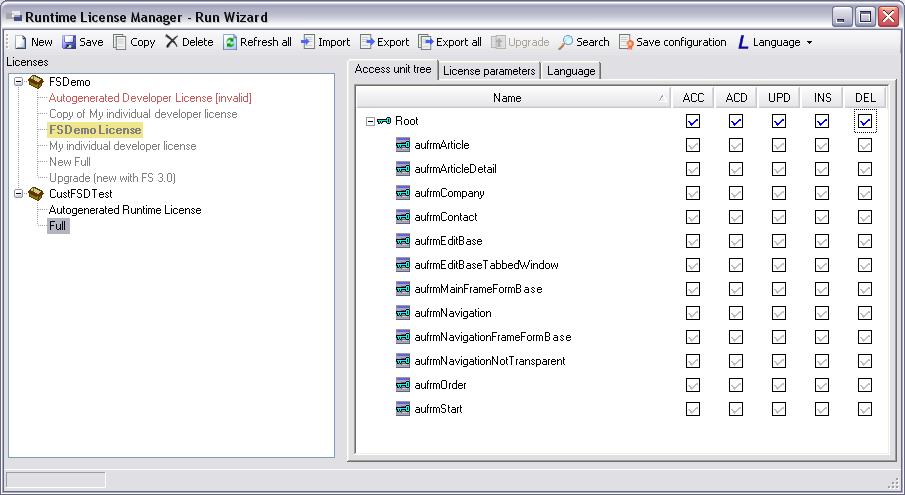 Runtime License Manager - Run Wizard
New Save Copy Delete Refresh all Import Export Export all Upgrade Search Save configuration L Language
Licenses
FSDemo
Autogenerated Developer License [invalid]
Copy of My individual developer license
FSDemo License
My individual developer license
New Full
Upgrade (new with FS 3.0)
CustFSDTest
Autogenerated Runtime License
Full
Access unit tree License parameters Language
Name ACC ACD UPD INS DEL
Root
aufrmArticle
aufrmArticleDetail
aufrmCompany
aufrmContact
aufrmEditBase
aufrmEditBaseTabbedWindow
aufrmMainFrameFormBase
aufrmNavigation
aufrmNavigationFrameFormBase
aufrmNavigationNotTransparent
aufrmOrder
aufrmStart